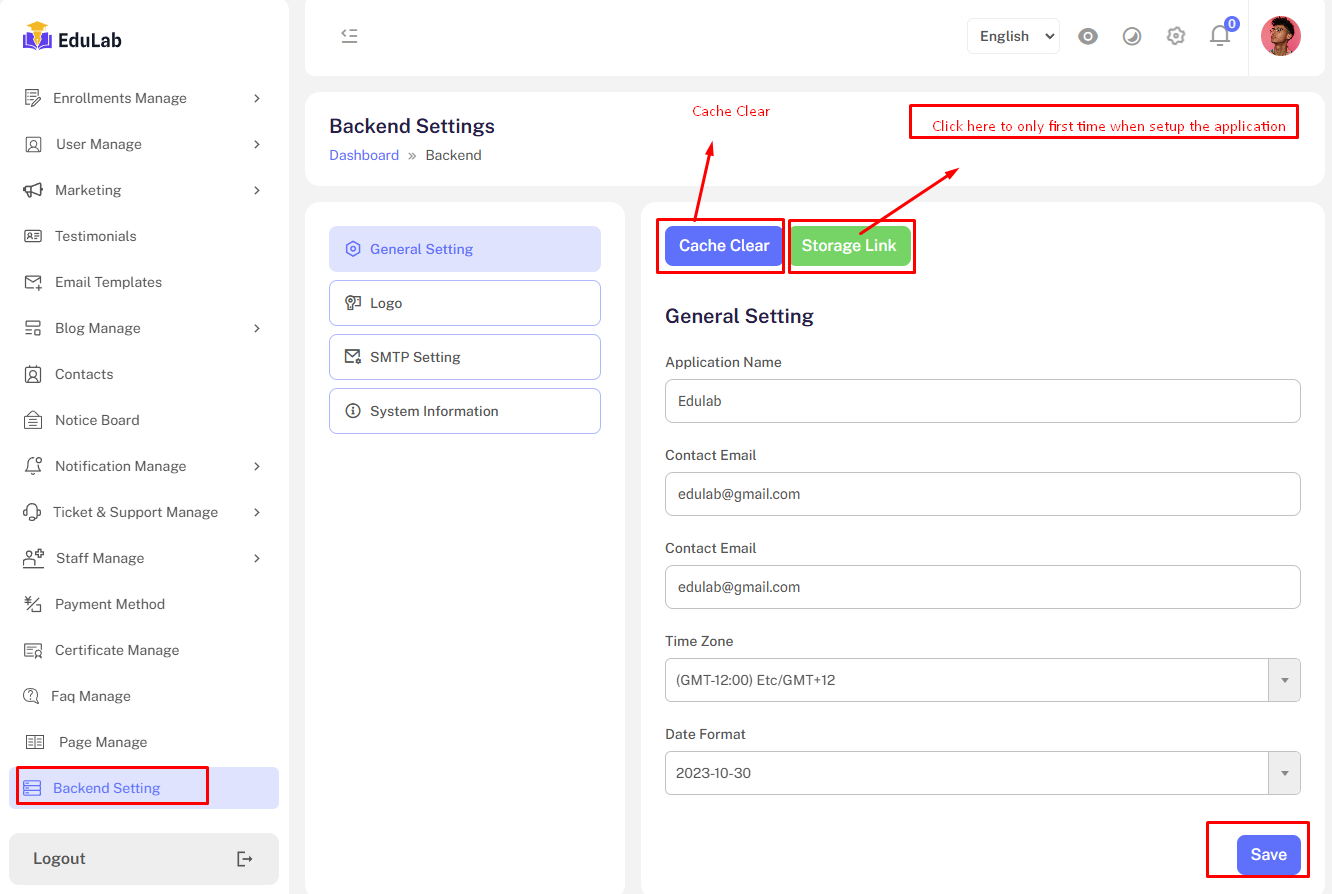 EduLab
Enrollments Manage
User Manage
Marketing
Testimonials
Email Templates
Blog Manage
Contacts
Notice Board
Notification Manage
Ticket & Support Manage
Staff Manage
Payment Method
Certificate Manage
Faq Manage
Page Manage
Backend Setting
Logout
English
0
Backend Settings
Dashboard » Backend
Cache Clear
Click here to only first time when setup the application
General Setting
Logo
SMTP Setting
System Information
Cache Clear
Storage Link
General Setting
Application Name
Edulab
Contact Email
edulab@gmail.com
Contact Email
edulab@gmail.com
Time Zone
(GMT-12:00) Etc/GMT+12
Date Format
2023-10-30
Save